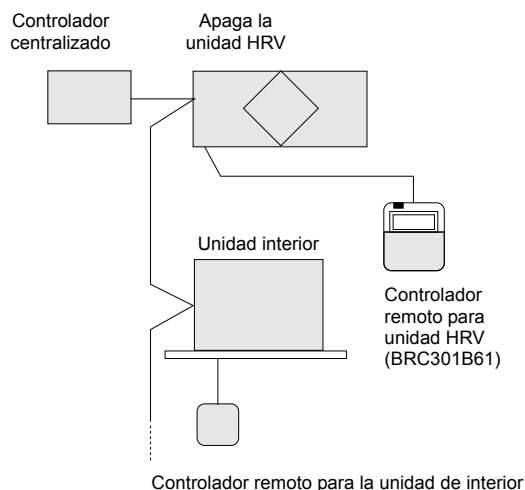 Controlador
centralizado
Apaga la
unidad HRV
Unidad interior
Controlador
remoto para
unidad HRV
(BRC301B61)
Controlador remoto para la unidad de interior